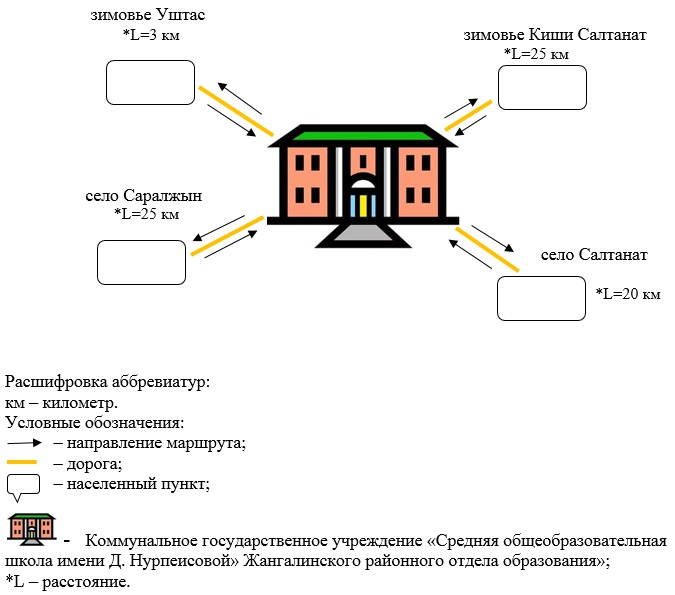 зимовье Уштас
*L=3 км
зимовье Киши Салтанат
*L=25 км
село Саралжын
*L=25 км
село Салтанат
*L=20 км
Расшифровка аббревиатур:
км – километр.
Условные обозначения:
– направление маршрута;
– дорога;
– населенный пункт;
- Коммунальное государственное учреждение «Средняя общеобразовательная
школа имени Д. Нурпеисовой» Жангалинского районного отдела образования»;
*L – расстояние.